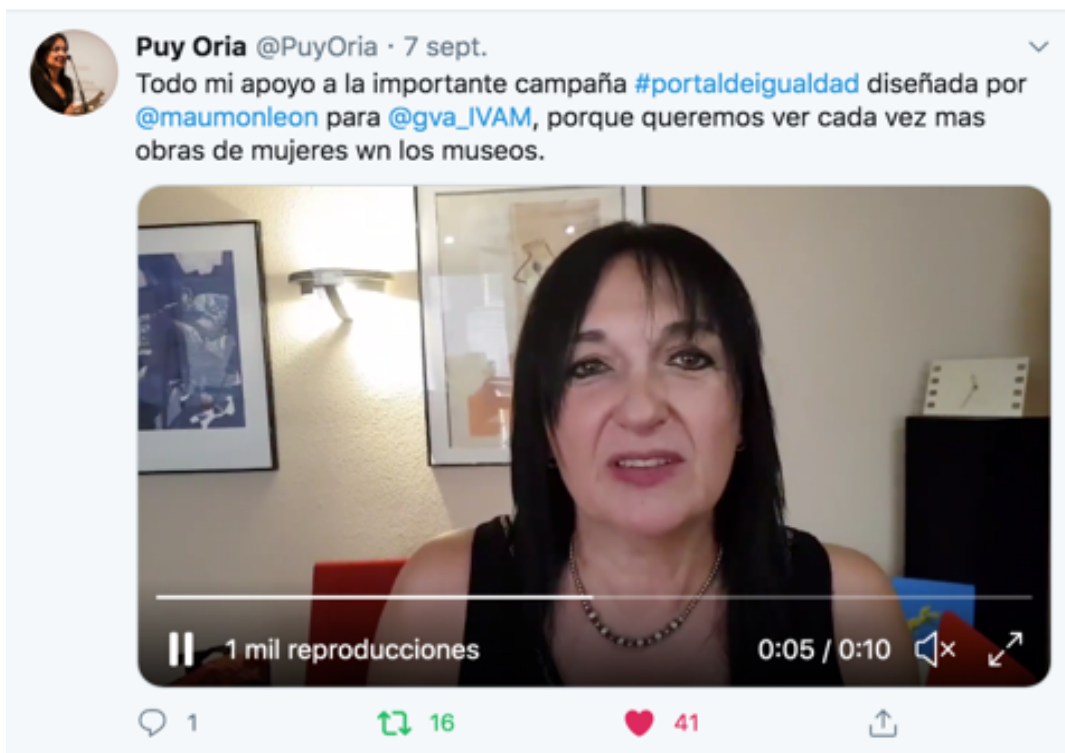 Puy Oria @PuyOria · 7 sept.
Todo mi apoyo a la importante campaña #portaldeigualdad diseñada por
@maumonleon para @gva_IVAM, porque queremos ver cada vez mas
obras de mujeres wn los museos.
1 mil reproducciones 0:05 / 0:10
1 16 41